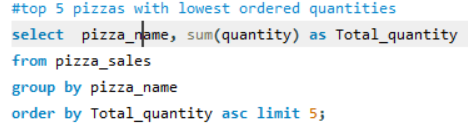 #top 5 pizzas with lowest ordered quantities
select  pizza_name, sum(quantity) as Total_quantity
from pizza_sales
group by pizza_name
order by Total_quantity asc limit 5;